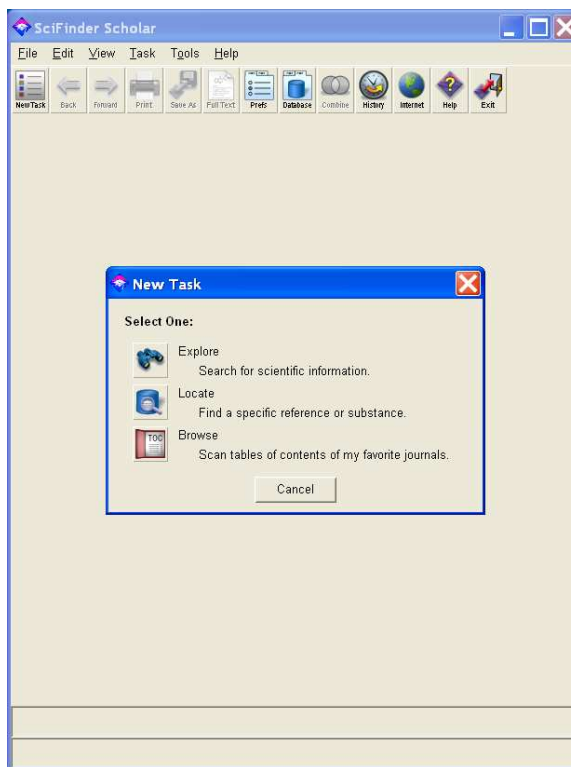 SciFinder Scholar
File Edit View Task Tools Help
New Task Back Forward Print Save As Full Text Prefs Database Combine History Internet Help Exit
New Task
Select One:
Explore
Search for scientific information.
Locate
Find a specific reference or substance.
TOC
Browse
Scan tables of contents of my favorite journals.
Cancel